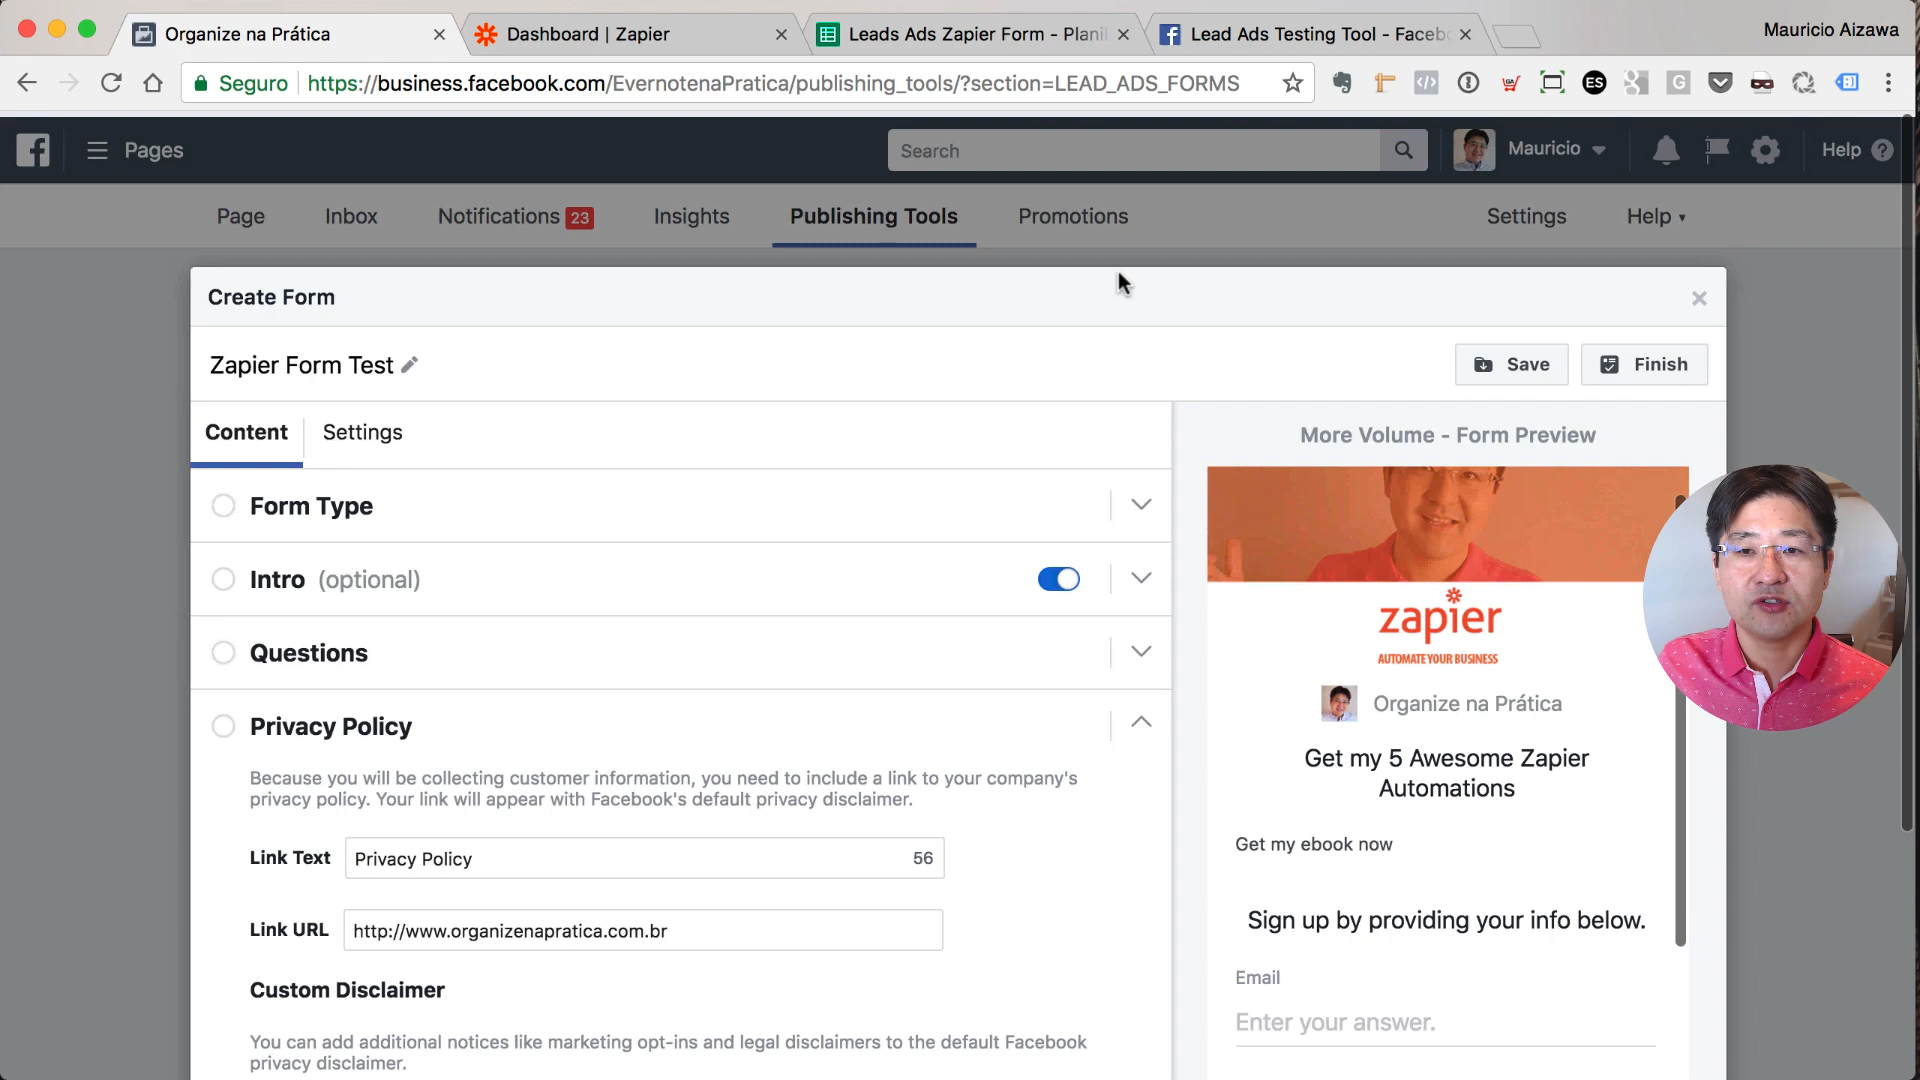 Organize na Prática
Dashboard | Zapier
Leads Ads Zapier Form - Planil
Lead Ads Testing Tool - Faceb
Mauricio Aizawa
Seguro
https://business.facebook.com/EvernotenaPratica/publishing_tools/?section=LEAD_ADS_FORMS
Pages
Search
Mauricio
Help
Page
Inbox
Notifications 23
Insights
Publishing Tools
Promotions
Settings
Help
Create Form
Zapier Form Test
Save
Finish
Content
Settings
More Volume - Form Preview
Form Type
Intro (optional)
Questions
Privacy Policy
Because you will be collecting customer information, you need to include a link to your company's
privacy policy. Your link will appear with Facebook's default privacy disclaimer.
Link Text
Privacy Policy
56
Link URL
http://www.organizenapratica.com.br
Custom Disclaimer
You can add additional notices like marketing opt-ins and legal disclaimers to the default Facebook
privacy disclaimer.
zapier
AUTOMATE YOUR BUSINESS
Organize na Prática
Get my 5 Awesome Zapier
Automations
Get my ebook now
Sign up by providing your info below.
Email
Enter your answer.